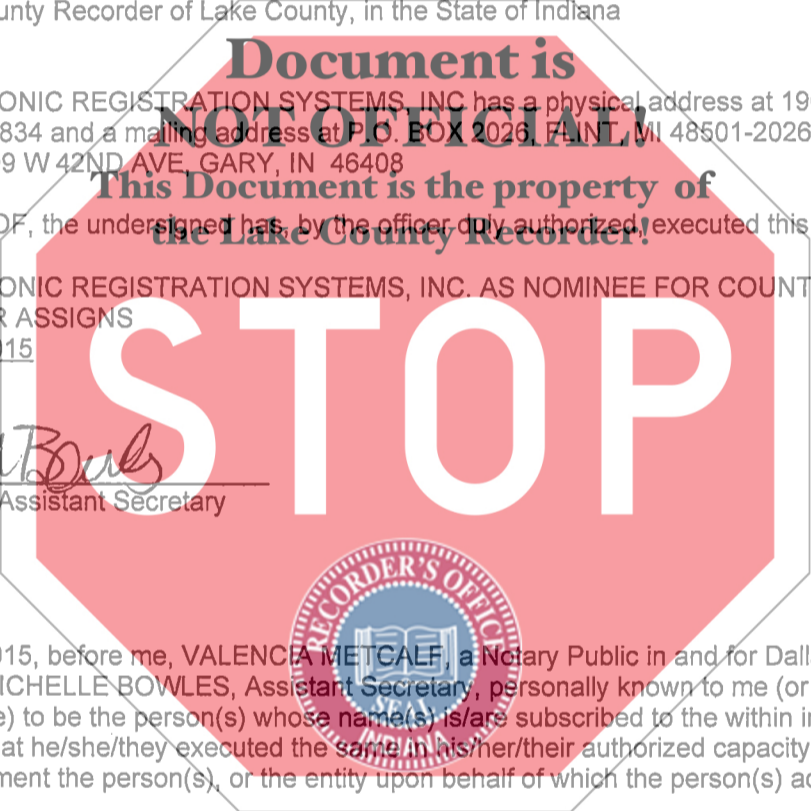 unty Recorder of Lake County, in the State of Indiana
Document is
ONIC REGISTRATION SYSTEMS, INC has a physical address at 19
NOT OFFICIAL!
834 and a mailing address at P.O. BOX 2026, FLINT, MI 48501-2026
9 W 42ND AVE, GARY, IN 46408
This Document is the property of
OF, the undersigned has, by the officer duly authorized, executed this
the Lake County Recorder!
ONIC REGISTRATION SYSTEMS, INC. AS NOMINEE FOR COUNT
R ASSIGNS
015
STOP
Bowles
Assistant Secretary
RECORDER'S OFFICE
SEAL
INDIANA
015, before me, VALENCIA METCALF, a Notary Public in and for Dall
ICHELLE BOWLES, Assistant Secretary, personally known to me (or
e) to be the person(s) whose name(s) is/are subscribed to the within in
at he/she/they executed the same in his/her/their authorized capacity
ment the person(s), or the entity upon behalf of which the person(s) ac